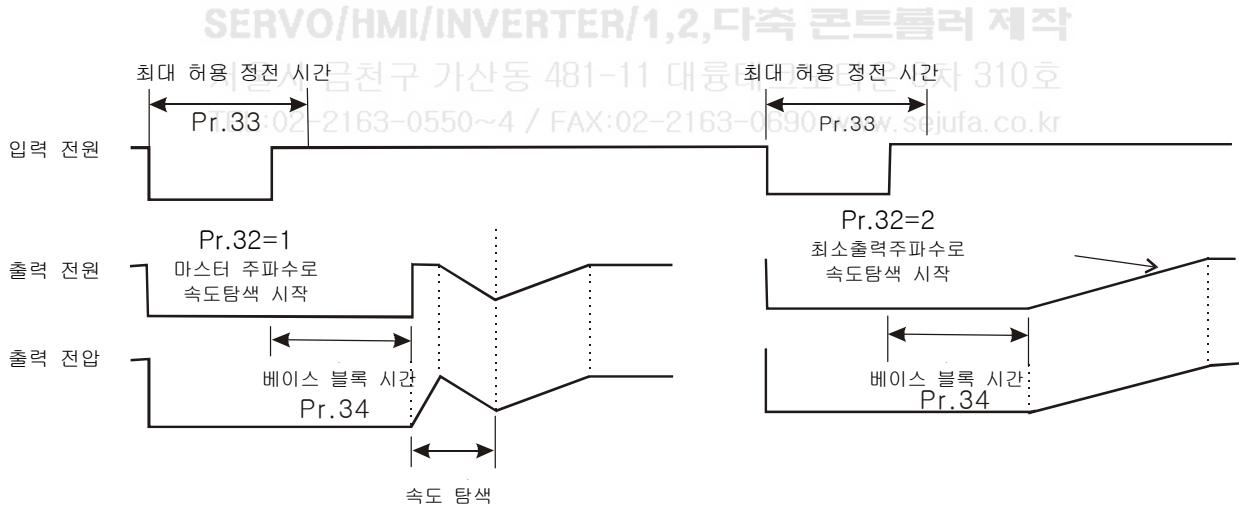 SERVO/HMI/INVERTER/1,2,다축 콘트롤러 제작
금천구 가산동 481-11 대륭 310호
최대 허용 정전 시간
최대 허용 정전 시간
:02-2163-0550~4 / FAX:02-2163-0690 www.sejufa.co.kr
Pr.33
Pr.33
입력 전원
Pr.32=1
마스터 주파수로
속도탐색 시작
Pr.32=2
최소출력주파수로
속도탐색 시작
출력 전원
출력 전압
베이스 블록 시간
Pr.34
베이스 블록 시간
Pr.34
속도 탐색